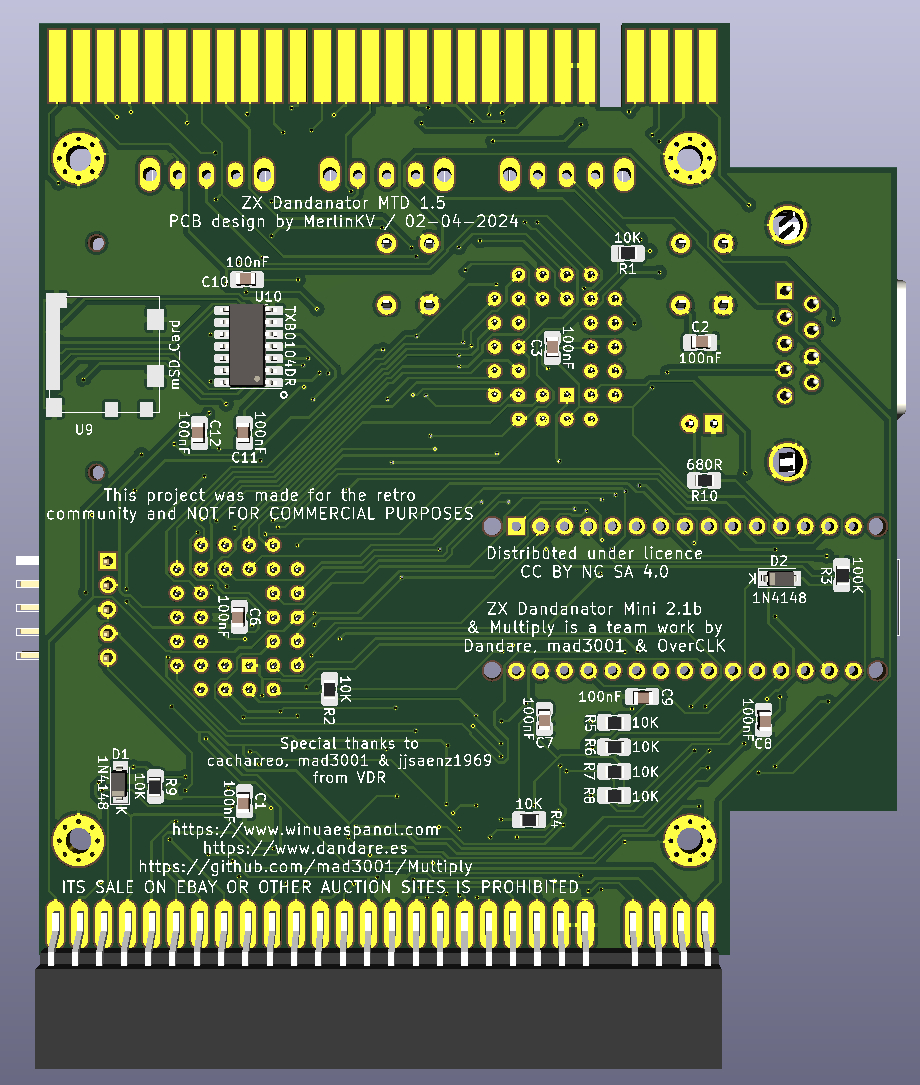 ZX Dandanator MTD 1.5
PCB design by MerlinKV / 02-04-2024
10K
R1
100nF
C10
U10
TXB0104DR
C3
100nF
C2
100nF
mSD_Card
U9
100nF
C12
100nF
C11
680R
R10
This project was made for the retro
community and NOT FOR COMMERCIAL PURPOSES
Distributed under licence
CC BY NC SA 4.0
D2
K
1N4148
R3
100K
100nF
C6
ZX Dandanator Mini 2.1b
& Multiply is a team work by
Dandare, mad3001 & OverCLK
10K
R2
100nF
C9
100nF
C7
R5
10K
R6
10K
R7
10K
R8
10K
100nF
C8
Special thanks to
cacharreo, mad3001 & jjsaenz1969
from VDR
D1
1N4148
K
10K
R9
100nF
C1
10K
R4
https://www.winuaespanol.com
https://www.dandare.es
https://github.com/mad3001/Multiply
ITS SALE ON EBAY OR OTHER AUCTION SITES IS PROHIBITED